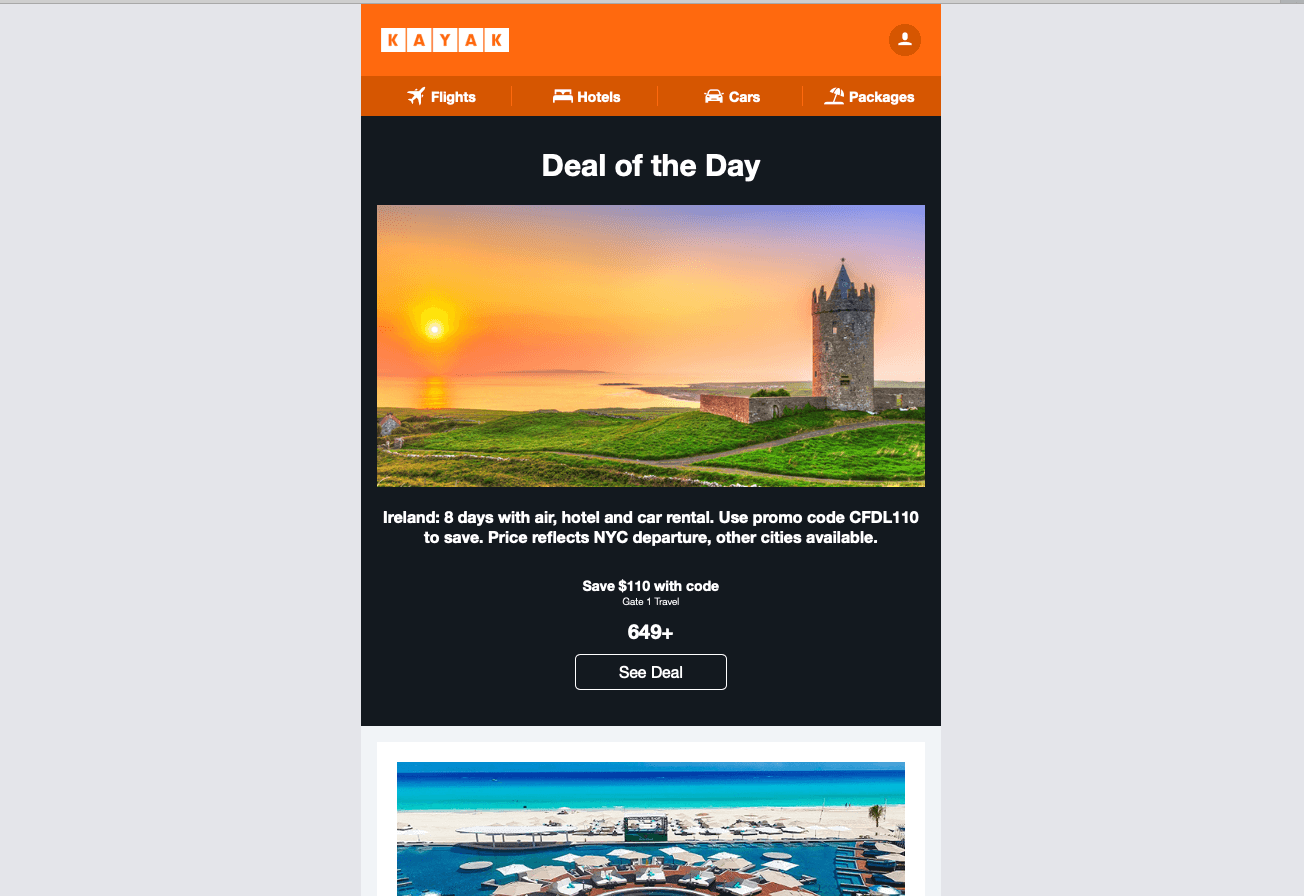 KAYAK
Flights
Hotels
Cars
Packages
Deal of the Day
Ireland: 8 days with air, hotel and car rental. Use promo code CFDL110
to save. Price reflects NYC departure, other cities available.
Save $110 with code
Gate 1 Travel
649+
See Deal